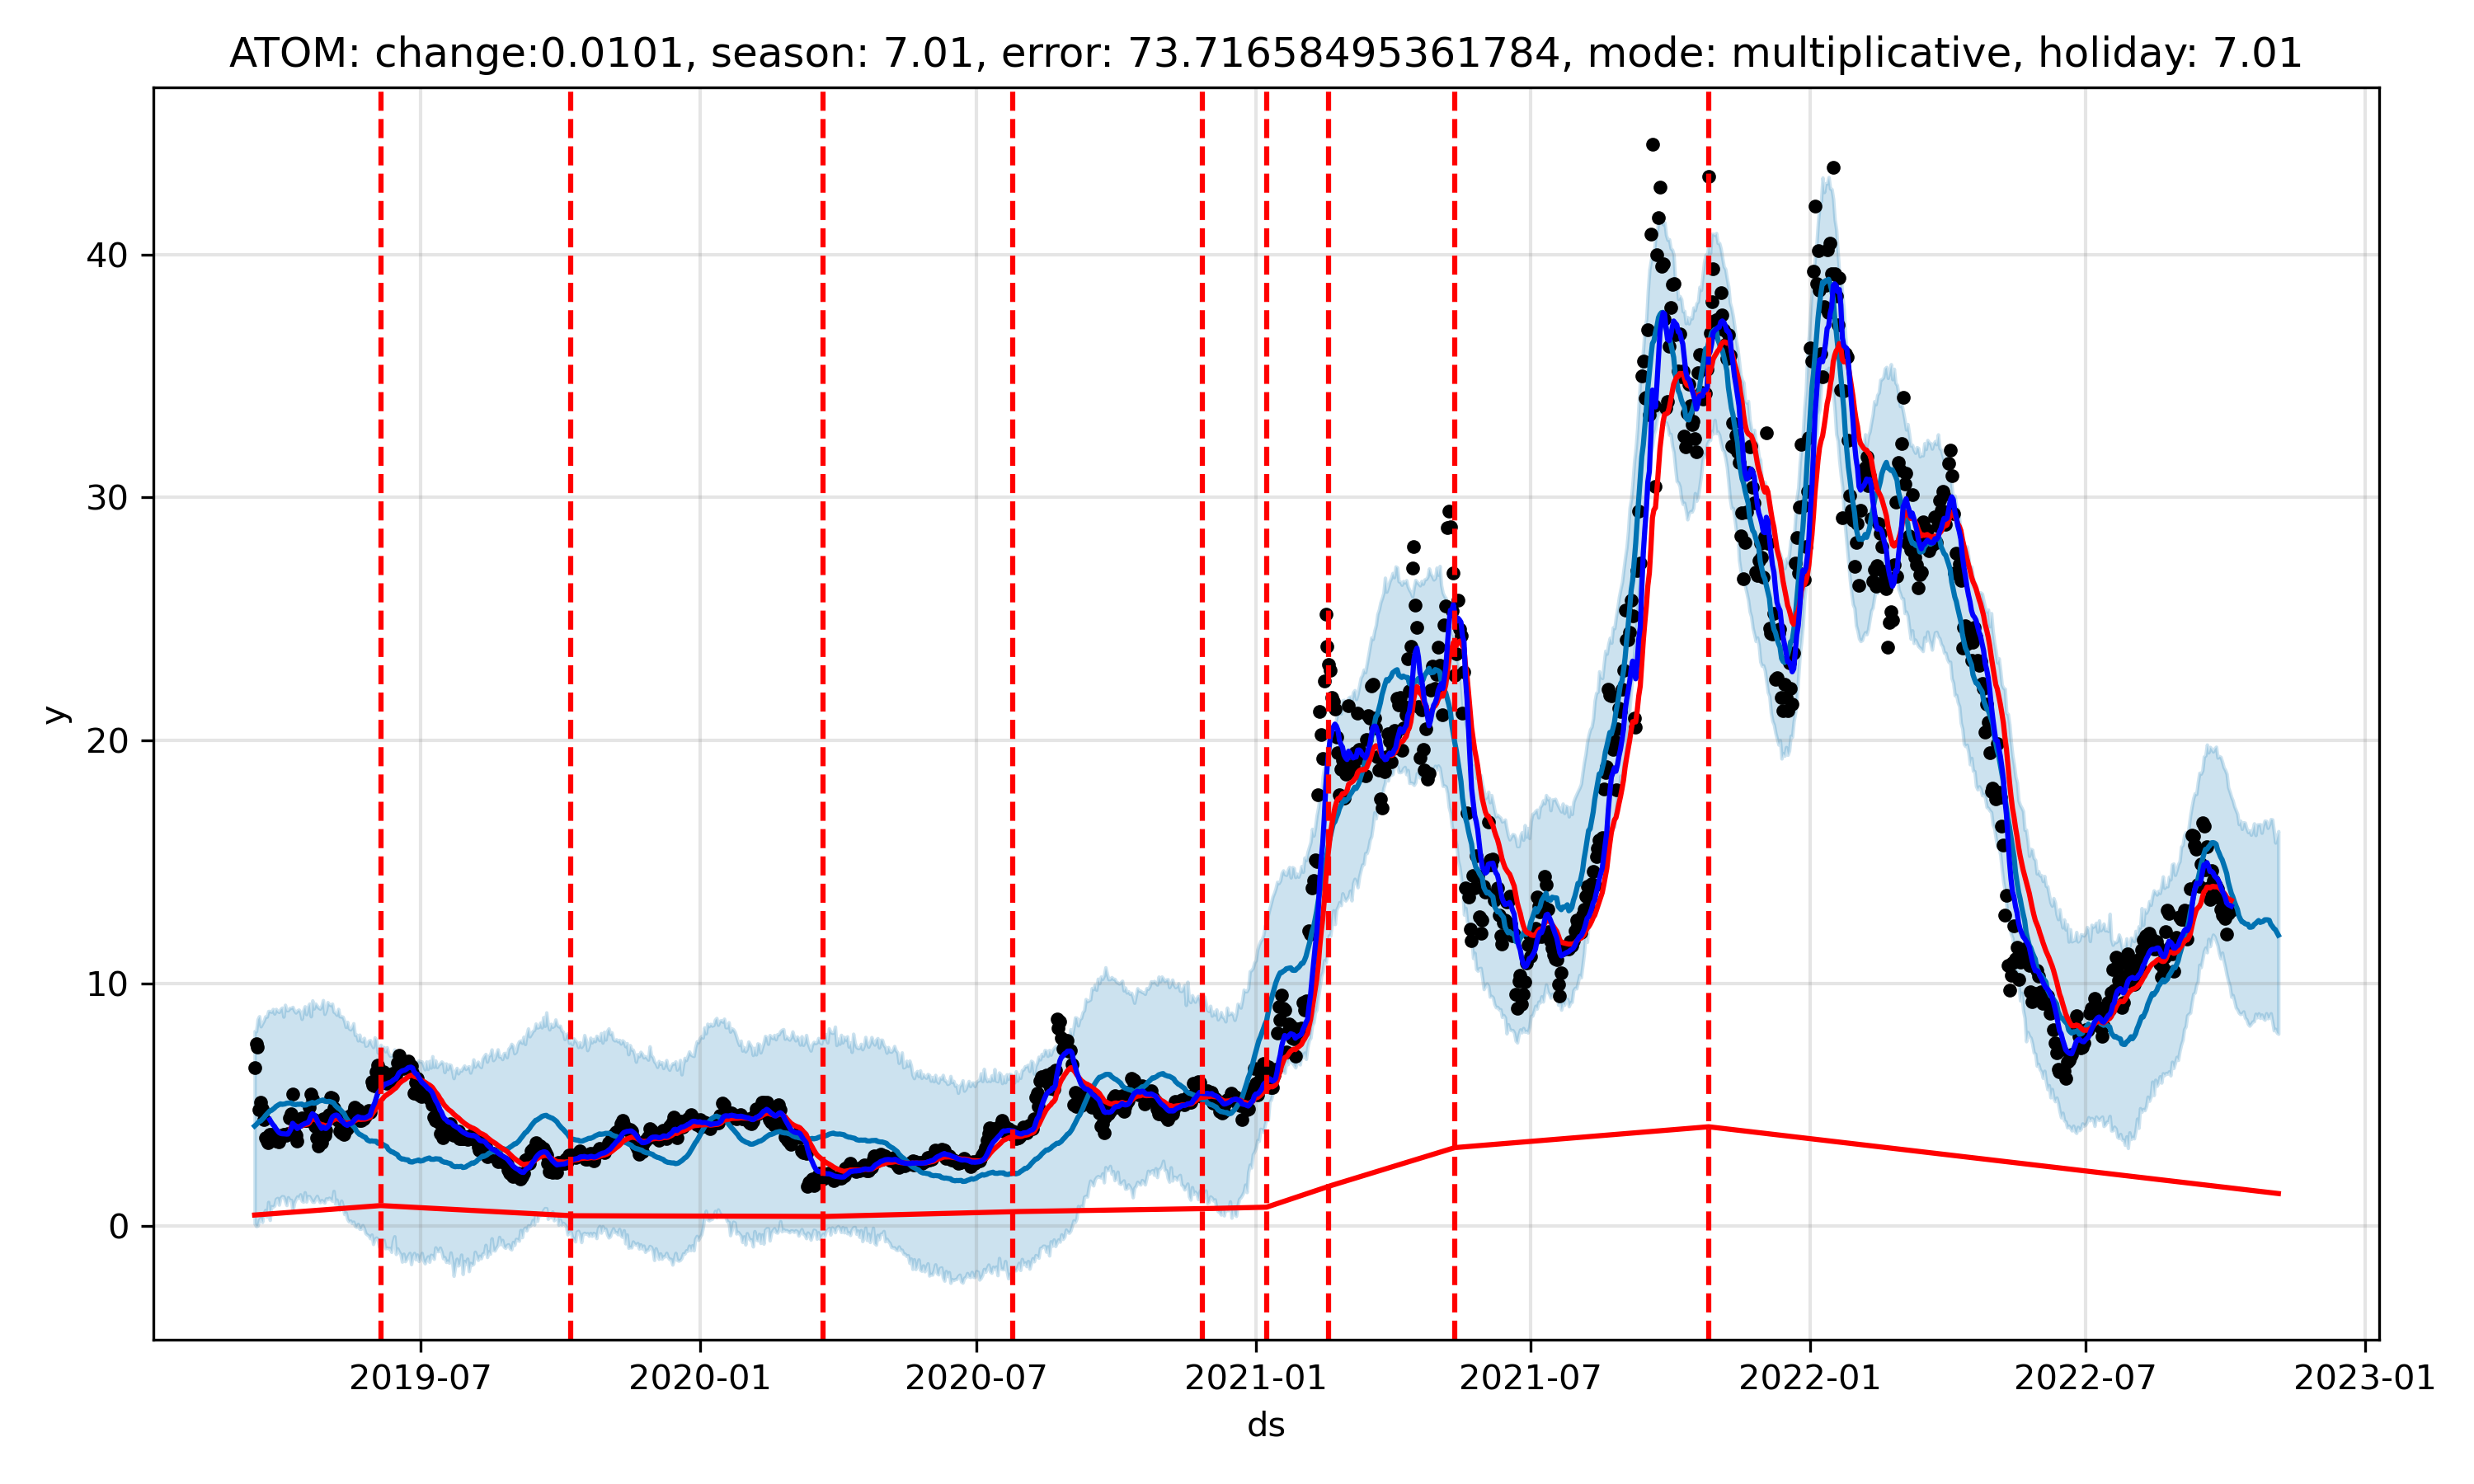 ATOM: change:0.0101, season: 7.01, error: 73.71658495361784, mode: multiplicative, holiday: 7.01
40
30
20
10
0
y
2019-07 2020-01 2020-07 2021-01 2021-07 2022-01 2022-07 2023-01
ds